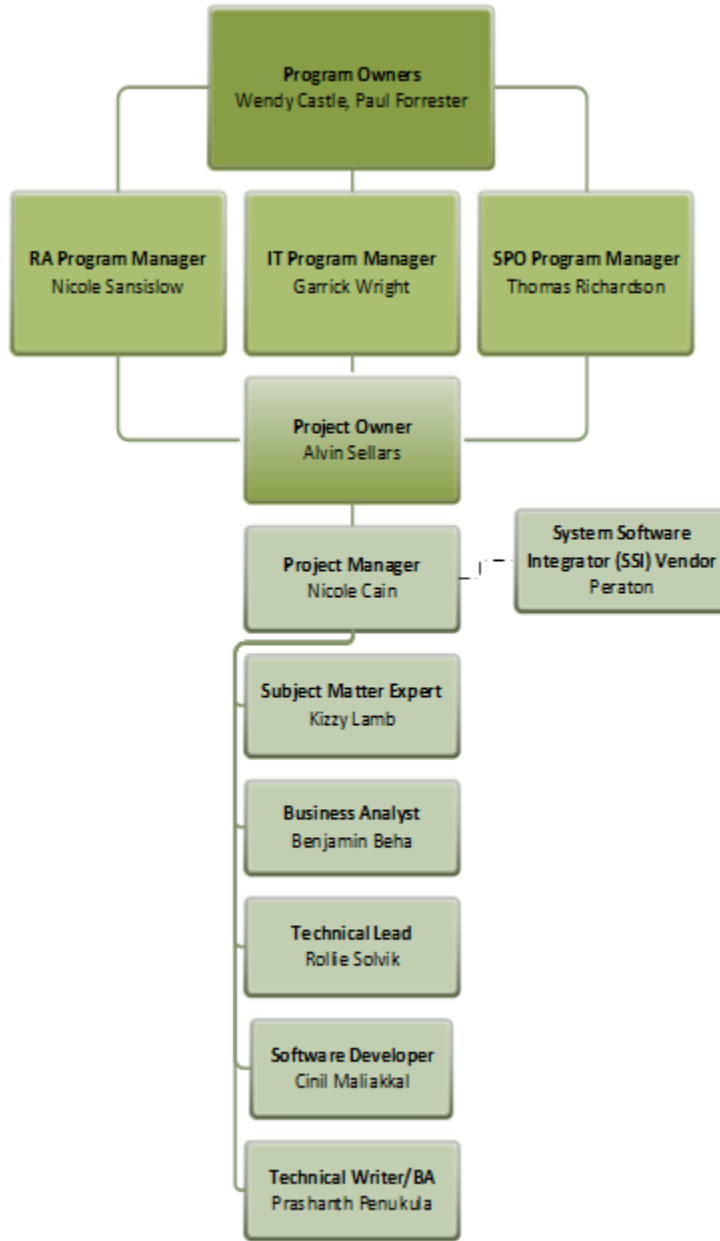 Program Owners
Wendy Castle, Paul Forrester
RA Program Manager
Nicole Sansislow
IT Program Manager
Garrick Wright
SPO Program Manager
Thomas Richardson
Project Owner
Alvin Sellars
Project Manager
Nicole Cain
System Software
Integrator (SSI) Vendor
Peraton
Subject Matter Expert
Kizzy Lamb
Business Analyst
Benjamin Beha
Technical Lead
Rollie Solvik
Software Developer
Cinil Maliakkal
Technical Writer/BA
Prashanth Penukula